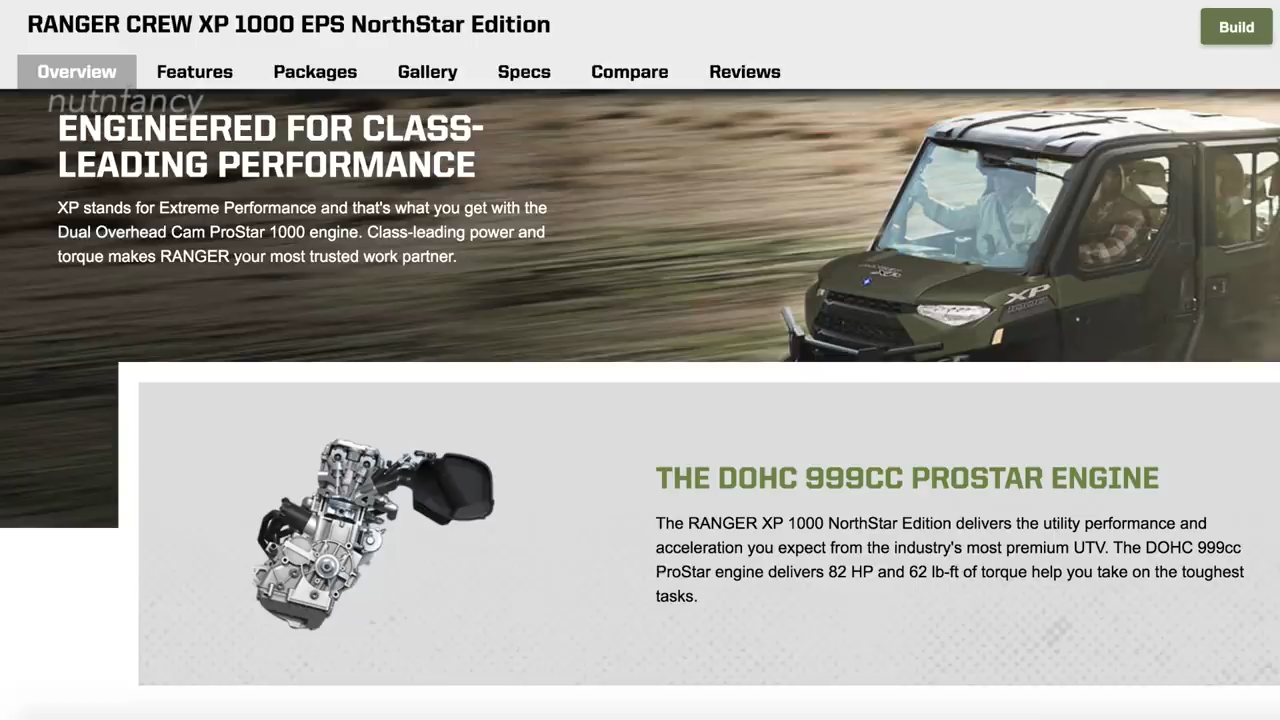 RANGER CREW XP 1000 EPS NorthStar Edition
Build
Overview Features Packages Gallery Specs Compare Reviews
nutnfancy
ENGINEERED FOR CLASS-
LEADING PERFORMANCE
XP stands for Extreme Performance and that's what you get with the
Dual Overhead Cam ProStar 1000 engine. Class-leading power and
torque makes RANGER your most trusted work partner.
XP
THE DOHC 999CC PROSTAR ENGINE
The RANGER XP 1000 NorthStar Edition delivers the utility performance and
acceleration you expect from the industry's most premium UTV. The DOHC 999cc
ProStar engine delivers 82 HP and 62 lb-ft of torque help you take on the toughest
tasks.